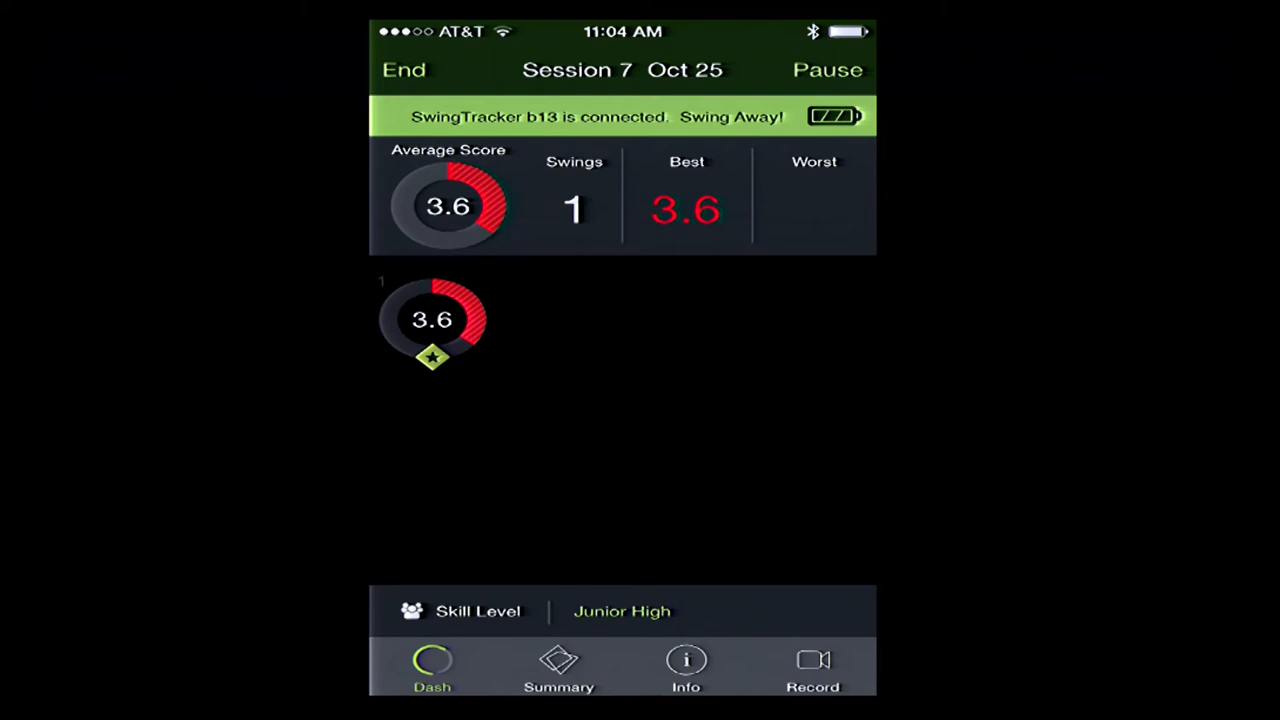 AT&T 11:04 AM
End Session 7 Oct 25 Pause
SwingTracker b13 is connected. Swing Away!
Average Score Swings Best Worst
3.6 1 3.6
1
3.6
Skill Level Junior High
Dash Summary Info Record